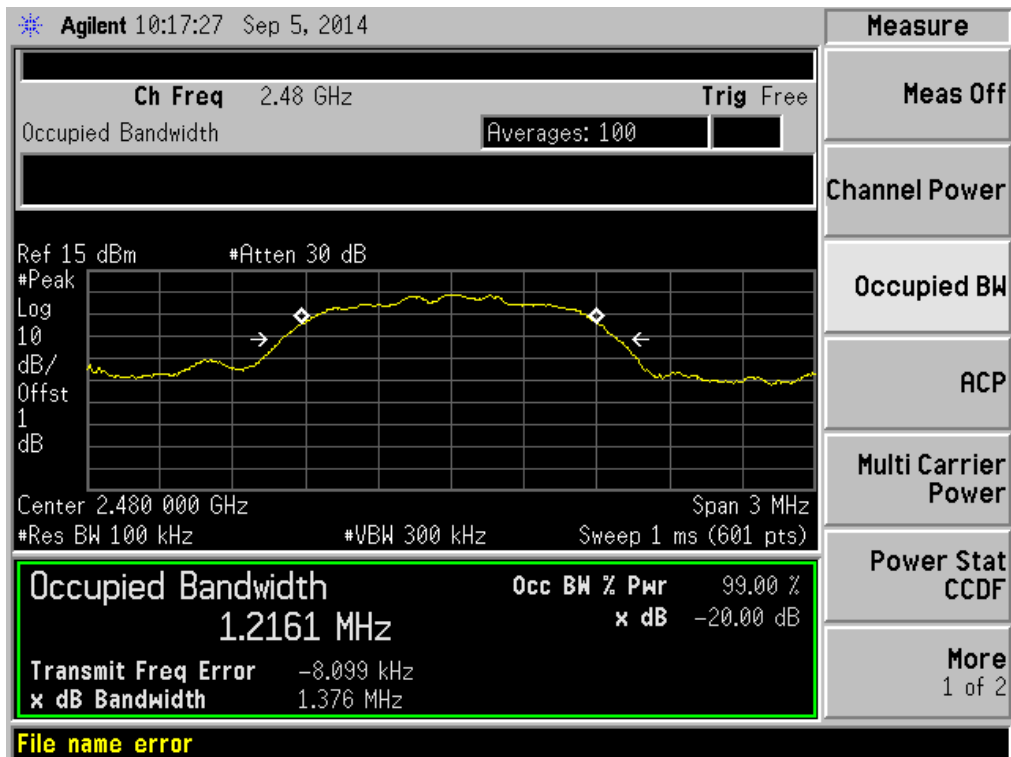 Agilent 10:17:27 Sep 5, 2014
Measure
Ch Freq 2.48 GHz
Trig Free
Occupied Bandwidth
Averages: 100
Meas Off
Channel Power
Occupied BW
ACP
Multi Carrier
Power
Power Stat
CCDF
More
1 of 2
Ref 15 dBm
#Atten 30 dB
#Peak
Log
10
dB/
Offst
1
dB
Center 2.480 000 GHz
Span 3 MHz
#Res BW 100 kHz
#VBW 300 kHz
Sweep 1 ms (601 pts)
Occupied Bandwidth
1.2161 MHz
Occ BW % Pwr 99.00 %
x dB -20.00 dB
Transmit Freq Error -8.099 kHz
x dB Bandwidth 1.376 MHz
File name error